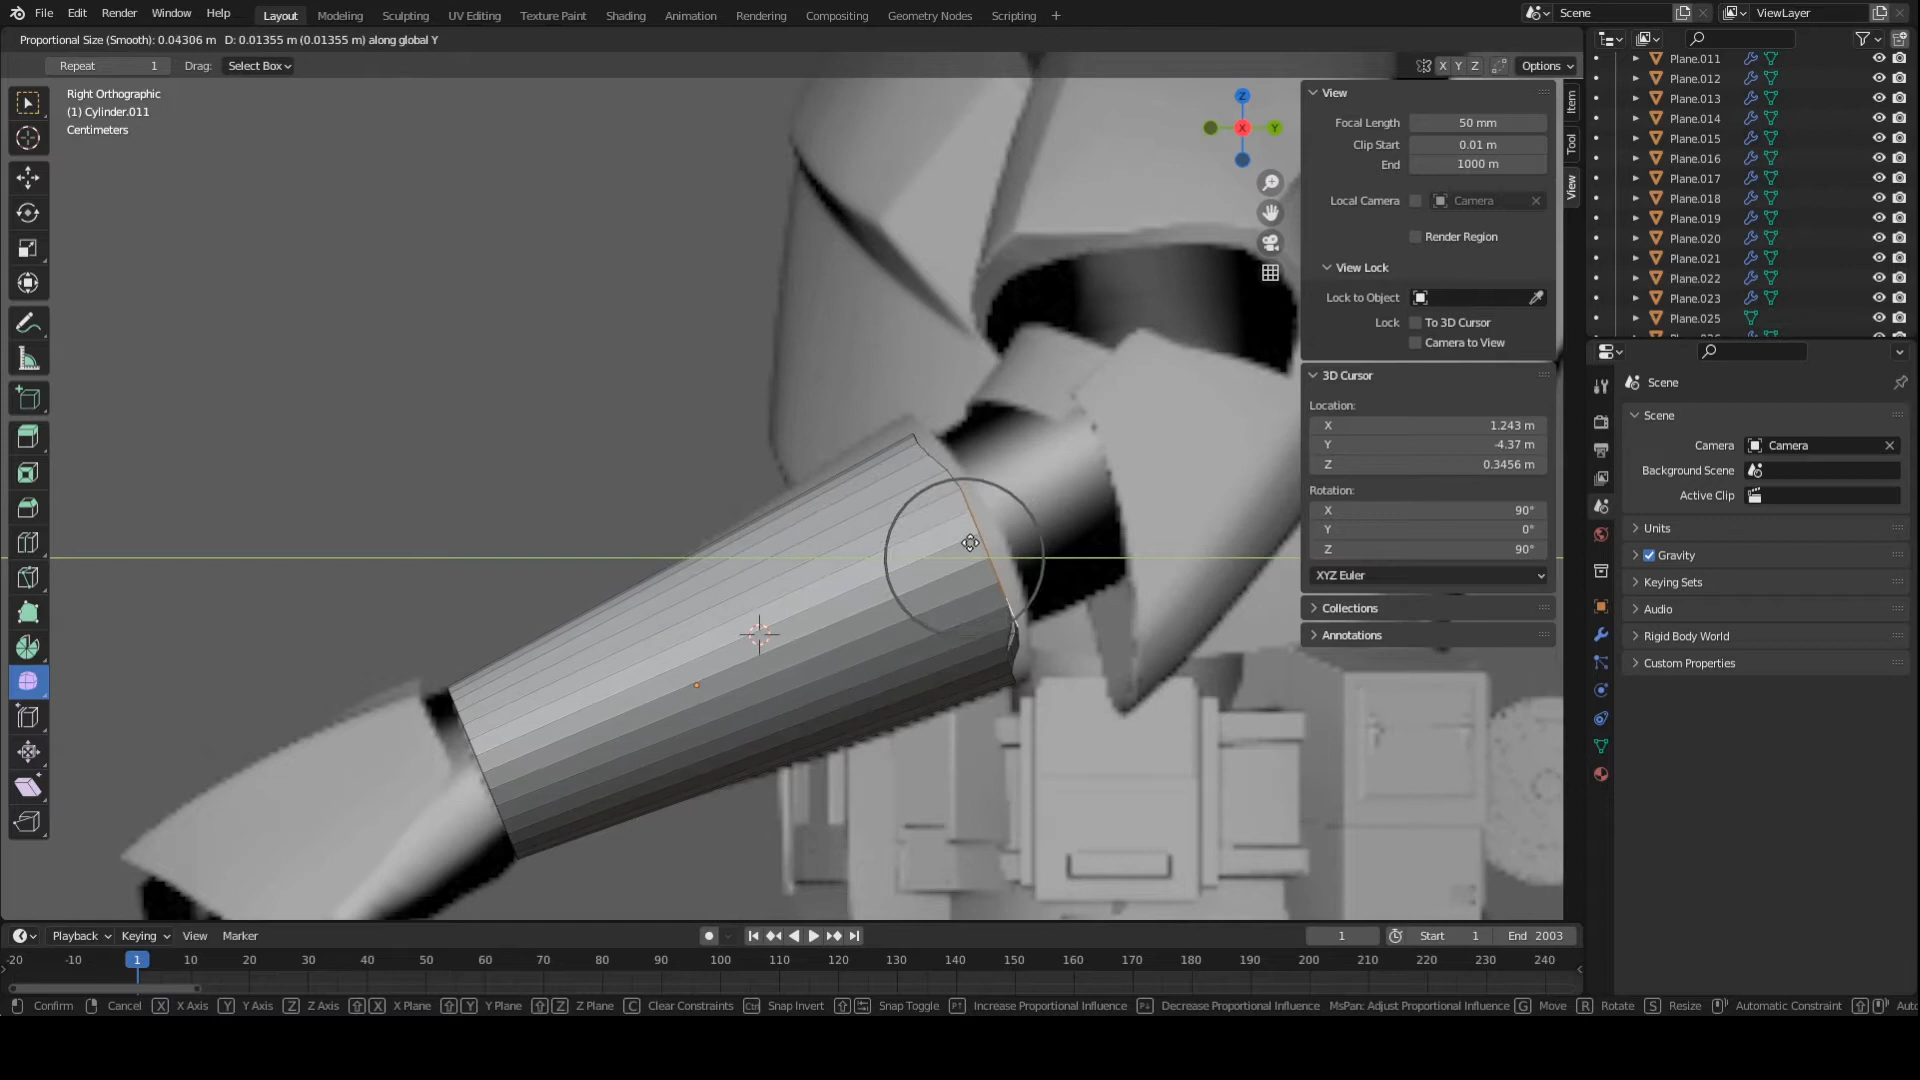 File Edit Render Window Help Layout Modeling Sculpting UV Editing Texture Paint Shading Animation Rendering Compositing Geometry Nodes Scripting + Scene ViewLayer
Proportional Size (Smooth): 0.04306 m D: 0.01355 m (0.01355 m) along global Y
Repeat 1 Drag: Select Box X Y Z Options
Right Orthographic
(1) Cylinder.011
Centimeters
Z
X
Y
View
Focal Length 50 mm
Clip Start 0.01 m
End 1000 m
Local Camera Camera
Render Region
View Lock
Lock to Object
Lock To 3D Cursor
Camera to View
3D Cursor
Location:
X 1.243 m
Y -4.37 m
Z 0.3456 m
Rotation:
X 90°
Y 0°
Z 90°
XYZ Euler
Collections
Annotations
Item
Tool
View
Plane.011
Plane.012
Plane.013
Plane.014
Plane.015
Plane.016
Plane.017
Plane.018
Plane.019
Plane.020
Plane.021
Plane.022
Plane.023
Plane.025
Scene
Scene
Camera Camera
Background Scene
Active Clip
Units
Gravity
Keying Sets
Audio
Rigid Body World
Custom Properties
Playback Keying View Marker 1 Start 1 End 2003
-20 -10 1 10 20 30 40 50 60 70 80 90 100 110 120 130 140 150 160 170 180 190 200 210 220 230 240
Confirm Cancel X X Axis Y Y Axis Z Z Axis X X Plane Y Y Plane Z Z Plane C Clear Constraints Ctrl Snap Invert Snap Toggle Increase Proportional Influence Decrease Proportional Influence MsPan: Adjust Proportional Influence G Move R Rotate S Resize Automatic Constraint